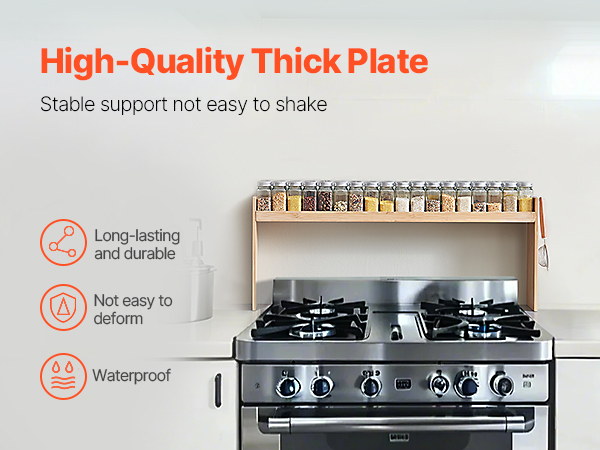 High-Quality Thick Plate
Stable support not easy to shake
Long-lasting
and durable
Not easy to
deform
Waterproof